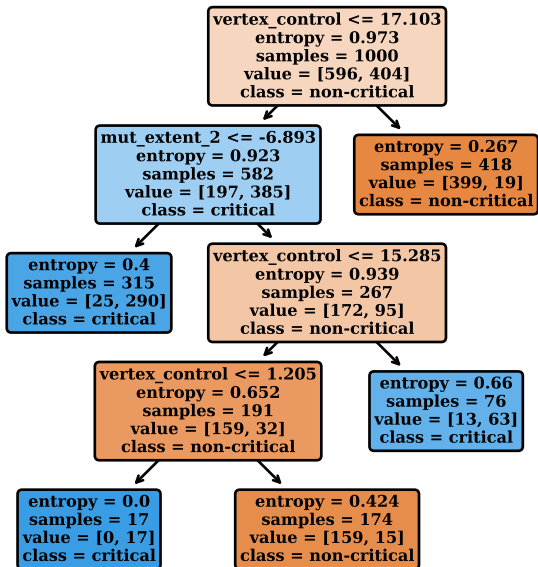 vertex_control <= 17.103
entropy = 0.973
samples = 1000
value = [596, 404]
class = non-critical
mut_extent_2 <= -6.893
entropy = 0.923
samples = 582
value = [197, 385]
class = critical
entropy = 0.267
samples = 418
value = [399, 19]
class = non-critical
entropy = 0.4
samples = 315
value = [25, 290]
class = critical
vertex_control <= 15.285
entropy = 0.939
samples = 267
value = [172, 95]
class = non-critical
vertex_control <= 1.205
entropy = 0.652
samples = 191
value = [159, 32]
class = non-critical
entropy = 0.66
samples = 76
value = [13, 63]
class = critical
entropy = 0.0
samples = 17
value = [0, 17]
class = critical
entropy = 0.424
samples = 174
value = [159, 15]
class = non-critical